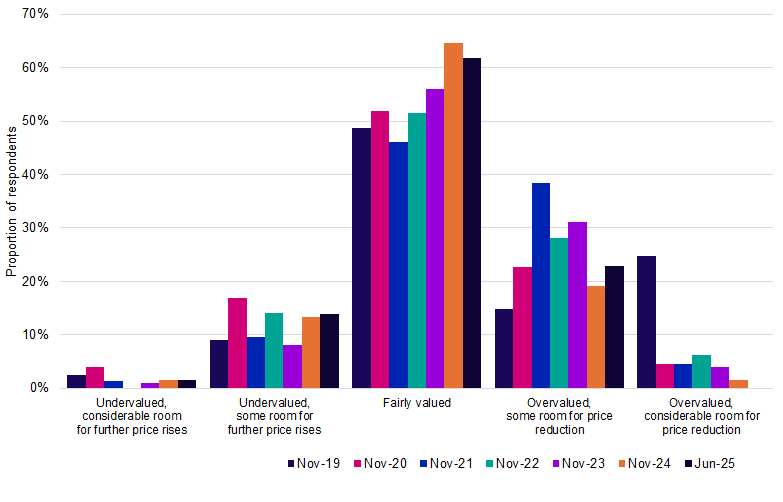 70%
60%
50%
40%
30%
20%
10%
0%
Proportion of respondents
Undervalued,
considerable room
for further price rises
Undervalued,
some room for
further price rises
Fairly valued
Overvalued,
some room for price
reduction
Overvalued,
considerable room for
price reduction
Nov-19 Nov-20 Nov-21 Nov-22 Nov-23 Nov-24 Jun-25